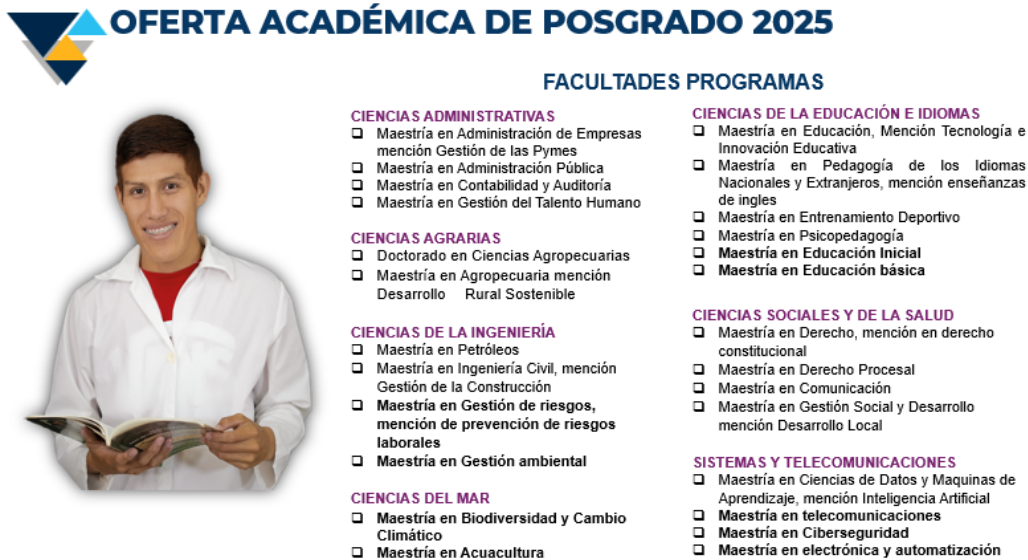 OFERTA ACADÉMICA DE POSGRADO 2025
FACULTADES PROGRAMAS
CIENCIAS ADMINISTRATIVAS
Maestría en Administración de Empresas
mención Gestión de las Pymes
Maestría en Administración Pública
Maestría en Contabilidad y Auditoría
Maestría en Gestión del Talento Humano
CIENCIAS AGRARIAS
Doctorado en Ciencias Agropecuarias
Maestría en Agropecuaria mención
Desarrollo Rural Sostenible
CIENCIAS DE LA INGENIERÍA
Maestría en Petróleos
Maestría en Ingeniería Civil, mención
Gestión de la Construcción
Maestría en Gestión de riesgos,
mención de prevención de riesgos
laborales
Maestría en Gestión ambiental
CIENCIAS DEL MAR
Maestría en Biodiversidad y Cambio
Climático
Maestría en Acuacultura
CIENCIAS DE LA EDUCACIÓN E IDIOMAS
Maestría en Educación, Mención Tecnología e
Innovación Educativa
Maestría en Pedagogía de los Idiomas
Nacionales y Extranjeros, mención enseñanzas
de ingles
Maestría en Entrenamiento Deportivo
Maestría en Psicopedagogía
Maestría en Educación Inicial
Maestría en Educación básica
CIENCIAS SOCIALES Y DE LA SALUD
Maestría en Derecho, mención en derecho
constitucional
Maestría en Derecho Procesal
Maestría en Comunicación
Maestría en Gestión Social y Desarrollo
mención Desarrollo Local
SISTEMAS Y TELECOMUNICACIONES
Maestría en Ciencias de Datos y Maquinas de
Aprendizaje, mención Inteligencia Artificial
Maestría en telecomunicaciones
Maestría en Ciberseguridad
Maestría en electrónica y automatización